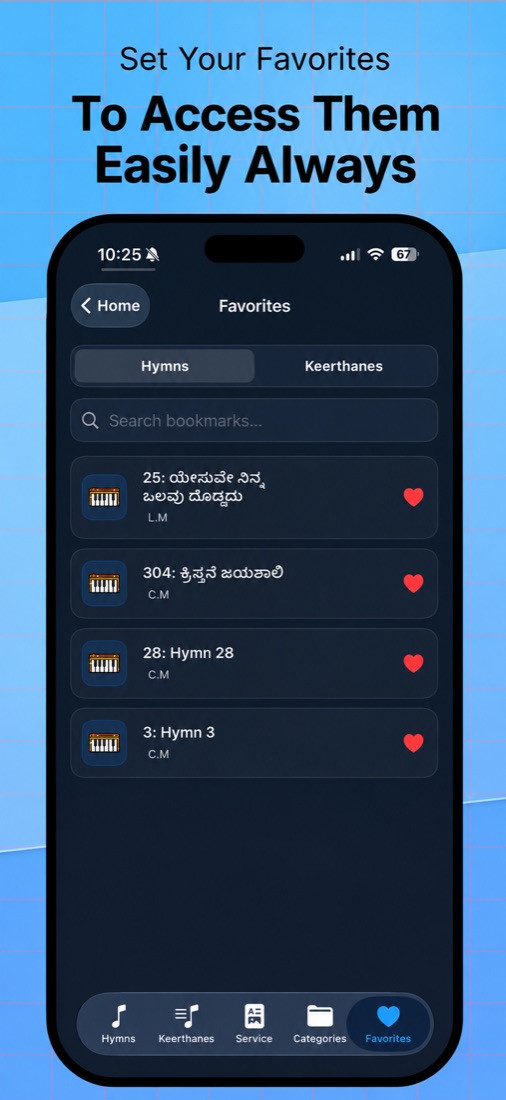 Set Your Favorites
To Access Them
Easily Always
10:25
67
Home
Favorites
Hymns
Keerthanes
Search bookmarks...
25: ಯೇಸುವೇ ನಿನ್ನ
ಒಲವು ದೊಡ್ಡದು
L.M
304: ಕ್ರಿಸ್ತನೆ ಜಯಶಾಲಿ
C.M
28: Hymn 28
C.M
3: Hymn 3
C.M
Hymns
Keerthanes
Service
Categories
Favorites